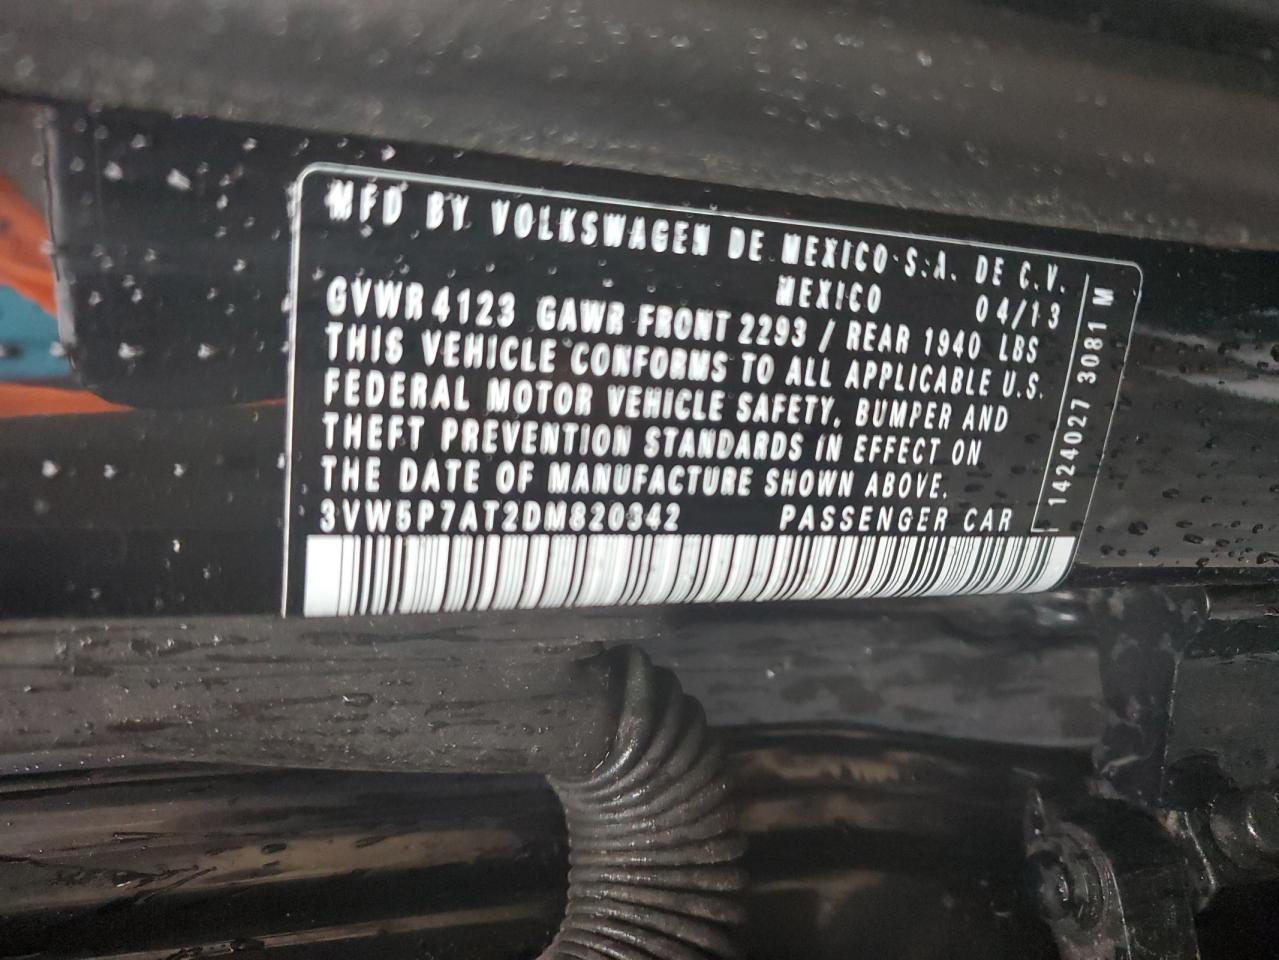 MFD BY VOLKSWAGEN DE MEXICO S.A. DE C.V.
MEXICO 04/13
GVWR 4123 GAWR FRONT 2293 / REAR 1940 LBS
THIS VEHICLE CONFORMS TO ALL APPLICABLE U.S.
FEDERAL MOTOR VEHICLE SAFETY, BUMPER AND
THEFT PREVENTION STANDARDS IN EFFECT ON
THE DATE OF MANUFACTURE SHOWN ABOVE.
3VW5P7AT2DM820342 PASSENGER CAR
1424027 3081 M